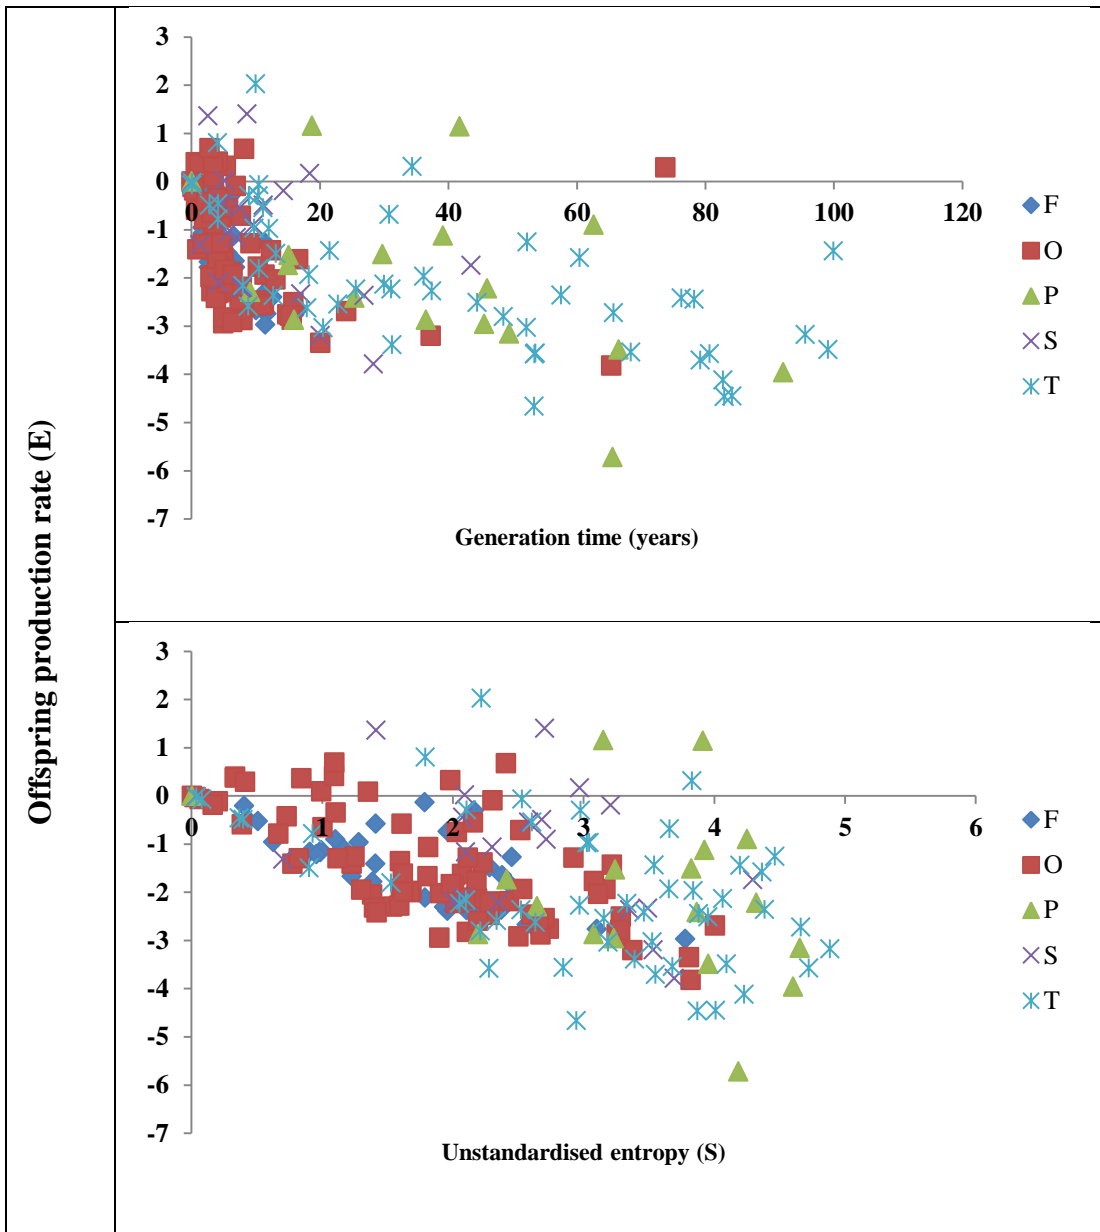 Offspring production rate (E)
3
2
1
0
-1
-2
-3
-4
-5
-6
-7
0 20 40 60 80 100 120
Generation time (years)
F
O
P
S
T
3
2
1
0
-1
-2
-3
-4
-5
-6
-7
0 1 2 3 4 5 6
Unstandardised entropy (S)
F
O
P
S
T